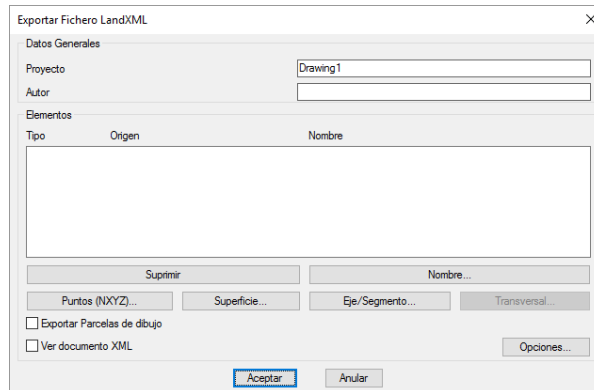 Exportar Fichero LandXML
Datos Generales
Proyecto Drawing1
Autor
Elementos
Tipo Origen Nombre
Suprimir Nombre...
Puntos (NXYZ)... Superficie... Eje/Segmento... Transversal...
Exportar Parcelas de dibujo
Ver documento XML Opciones...
Aceptar Anular